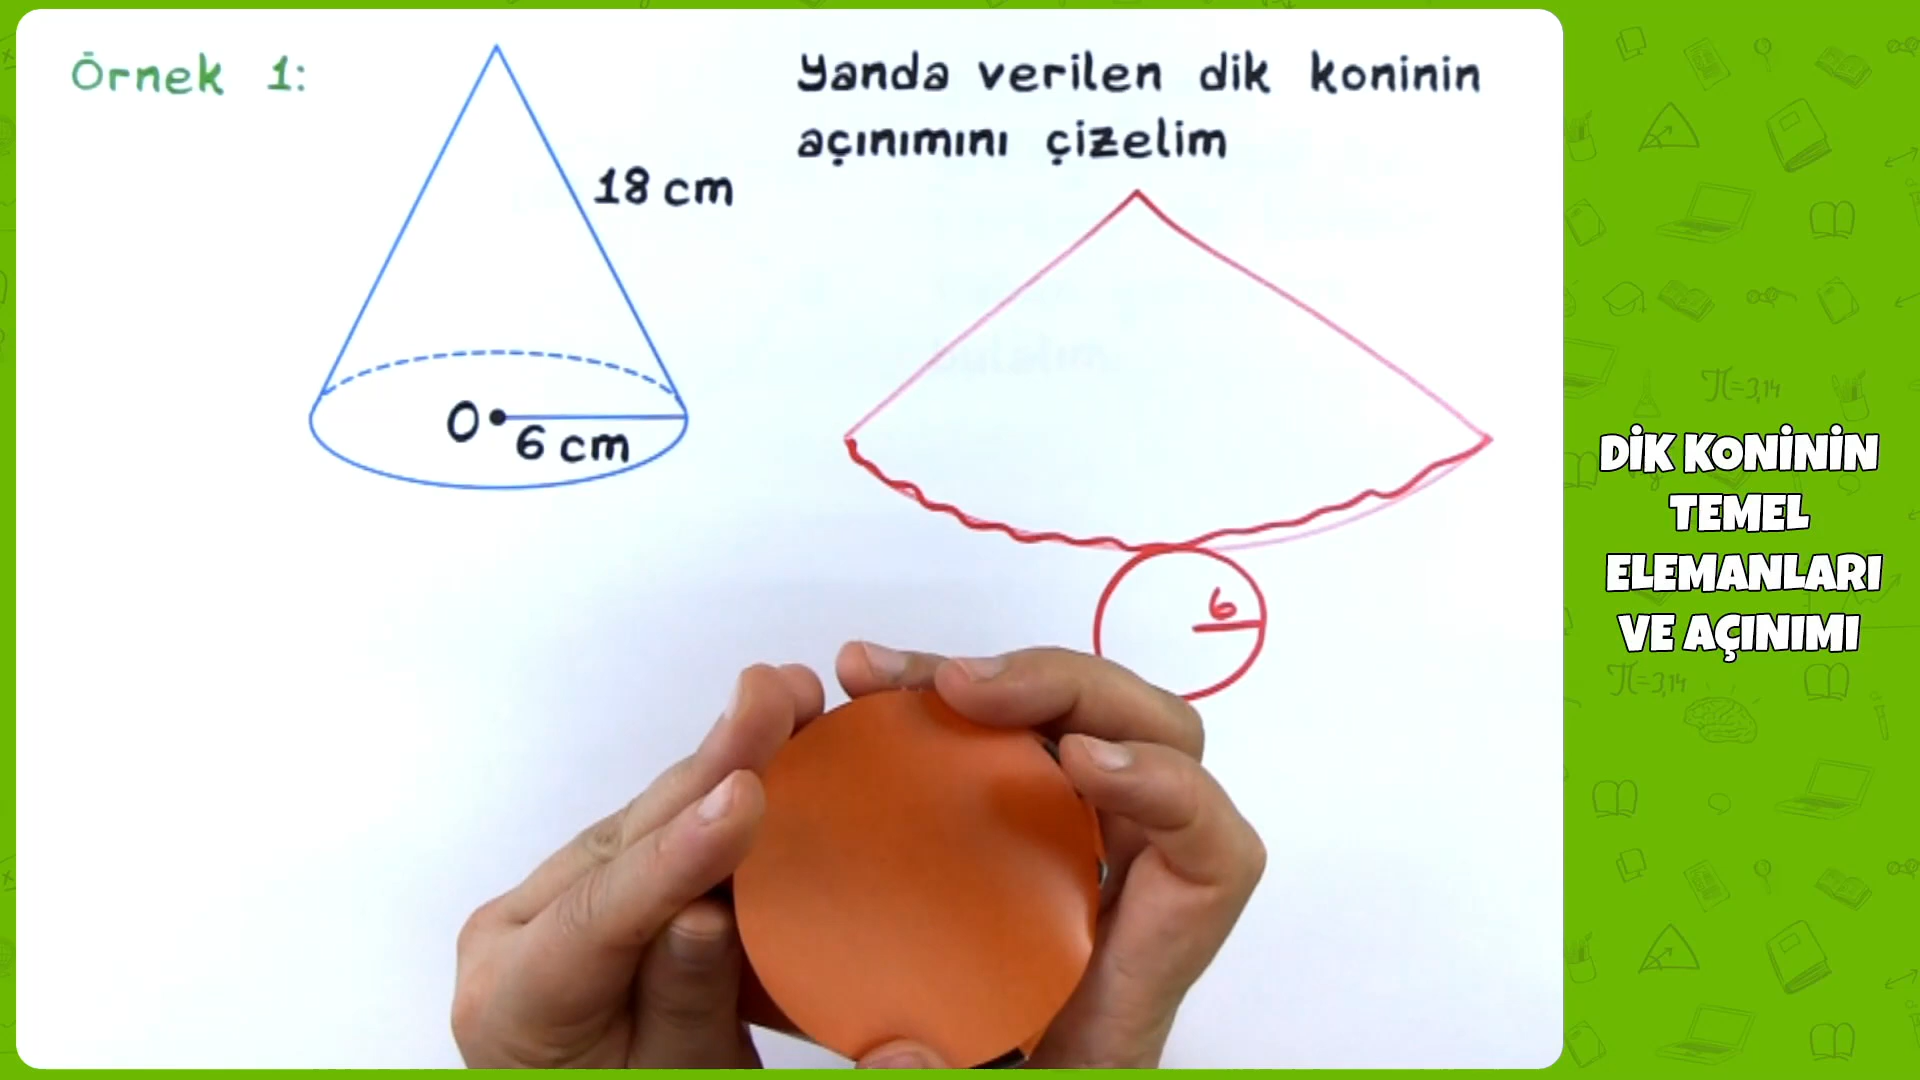 Örnek 1:
18 cm
O
6 cm
Yanda verilen dik koninin
açınımını çizelim
6
DİK KONİNİN
TEMEL
ELEMANLARI
VE AÇINIMI
π=3,14
π=3,14